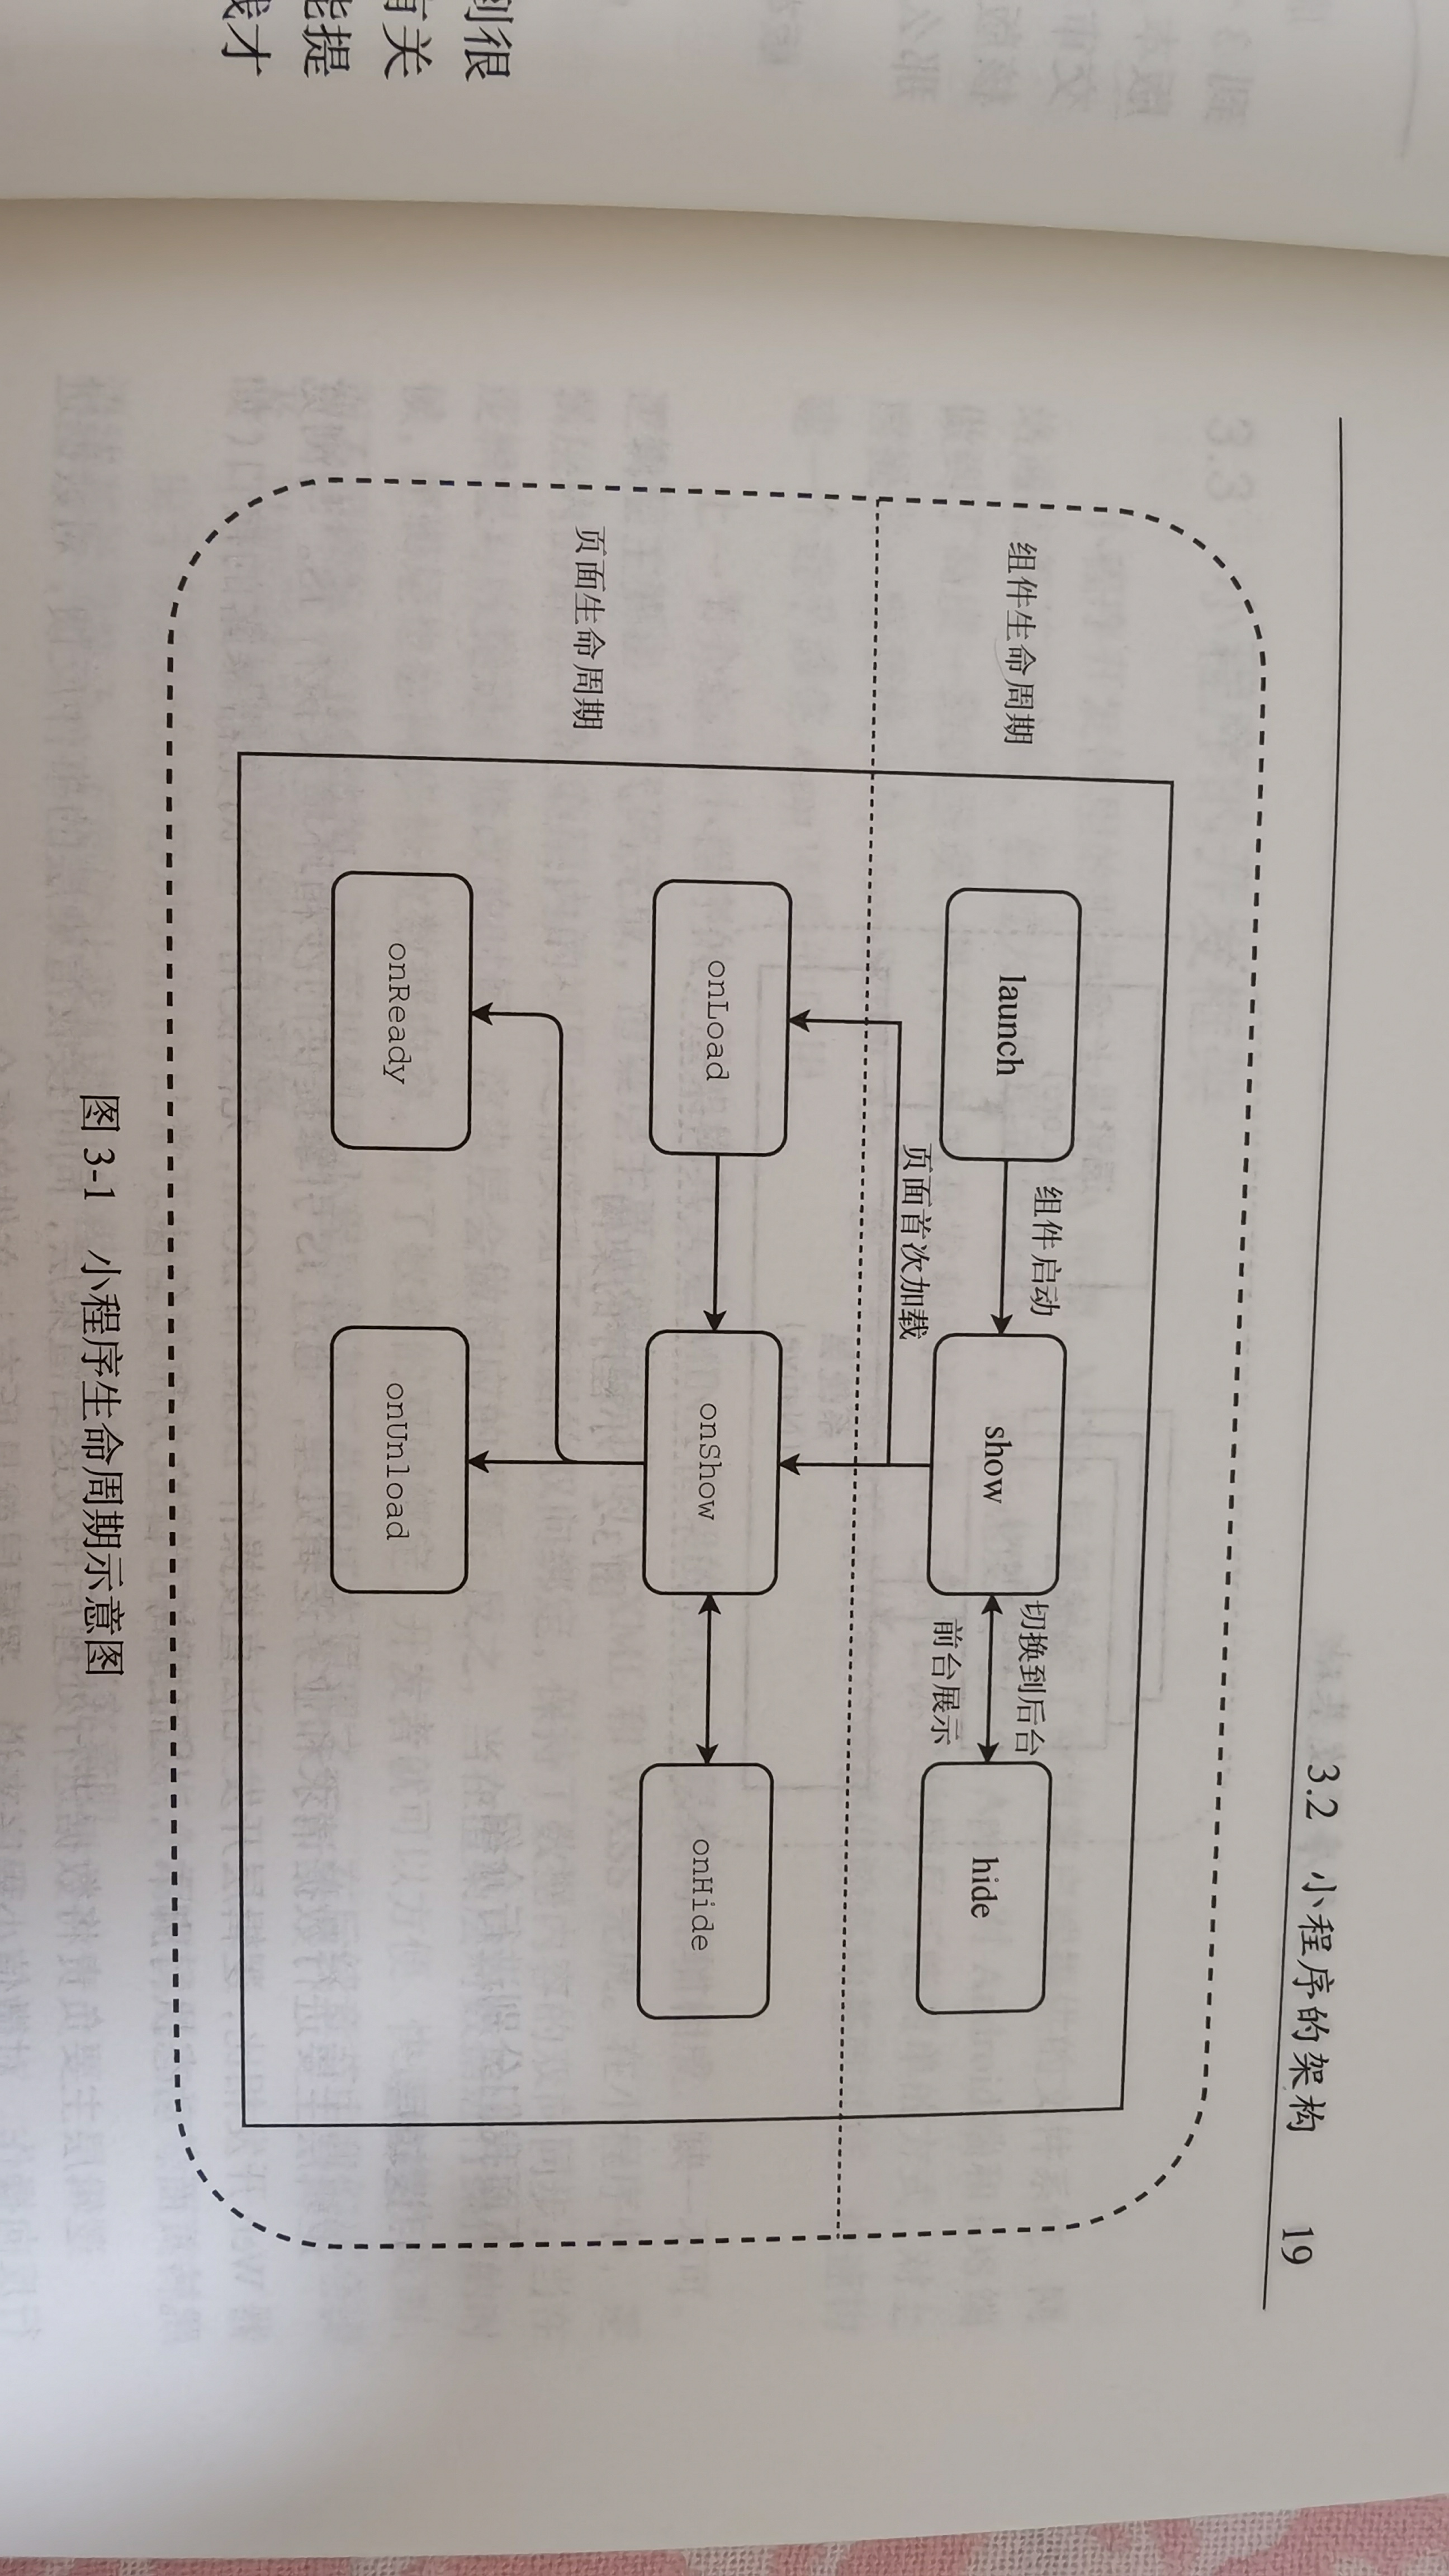 3.2 小程序的架构 19
组件生命周期
launch
组件启动
show
切换到后台
前台展示
hide
页面首次加载
页面生命周期
onLoad
onShow
onHide
onReady
onUnload
图 3-1 小程序生命周期示意图
到很
有关
能提
才